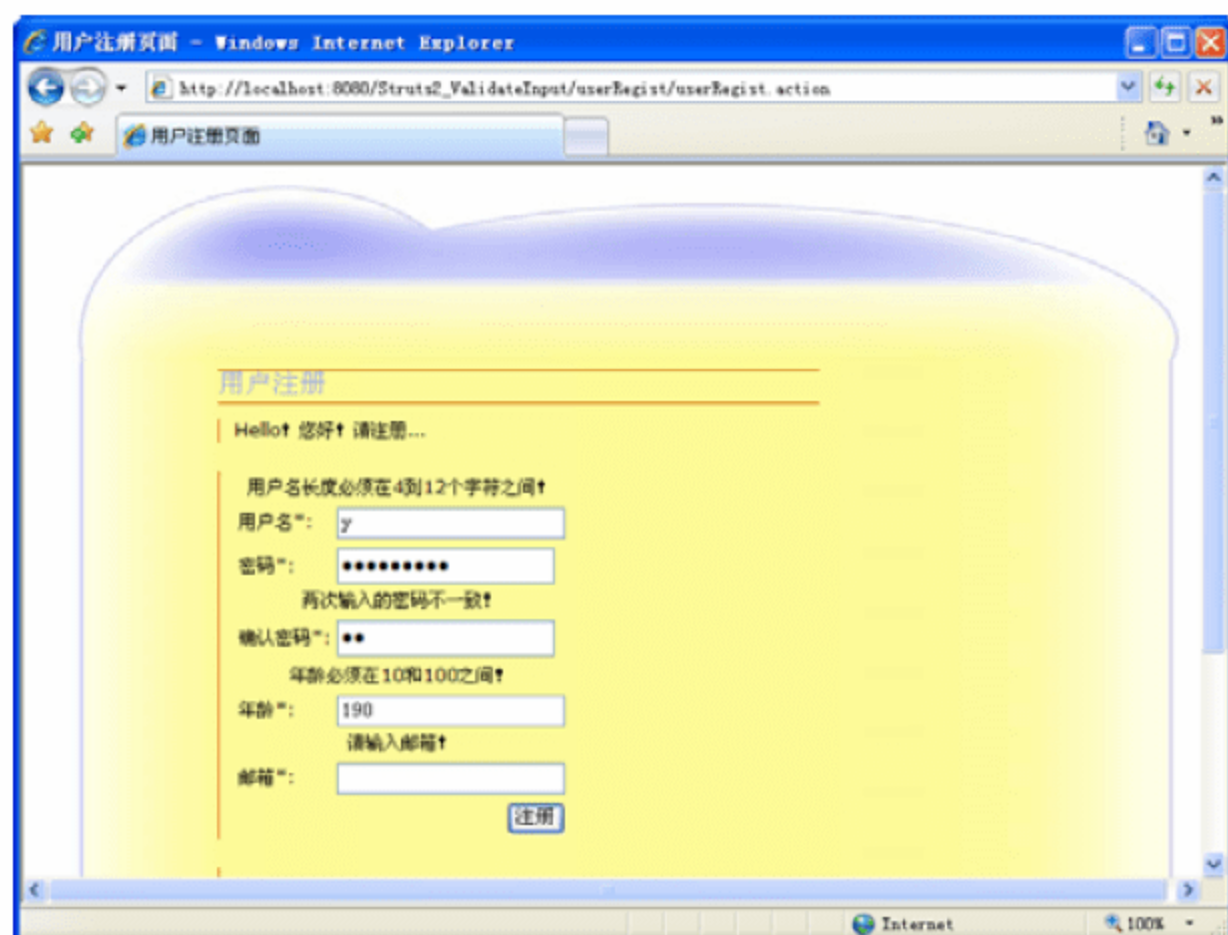 用户注册页面 - Windows Internet Explorer
http://localhost:8080/Struts2_ValidateInput/userRegist/userRegist.action
用户注册页面
用户注册
Hello! 您好! 请注册...
用户名长度必须在4到12个字符之间!
用户名*: y
密码*: ●●●●●●●●●
两次输入的密码不一致!
确认密码*: ●●
年龄必须在10和100之间!
年龄*: 190
请输入邮箱!
邮箱*:
注册
Internet 100%